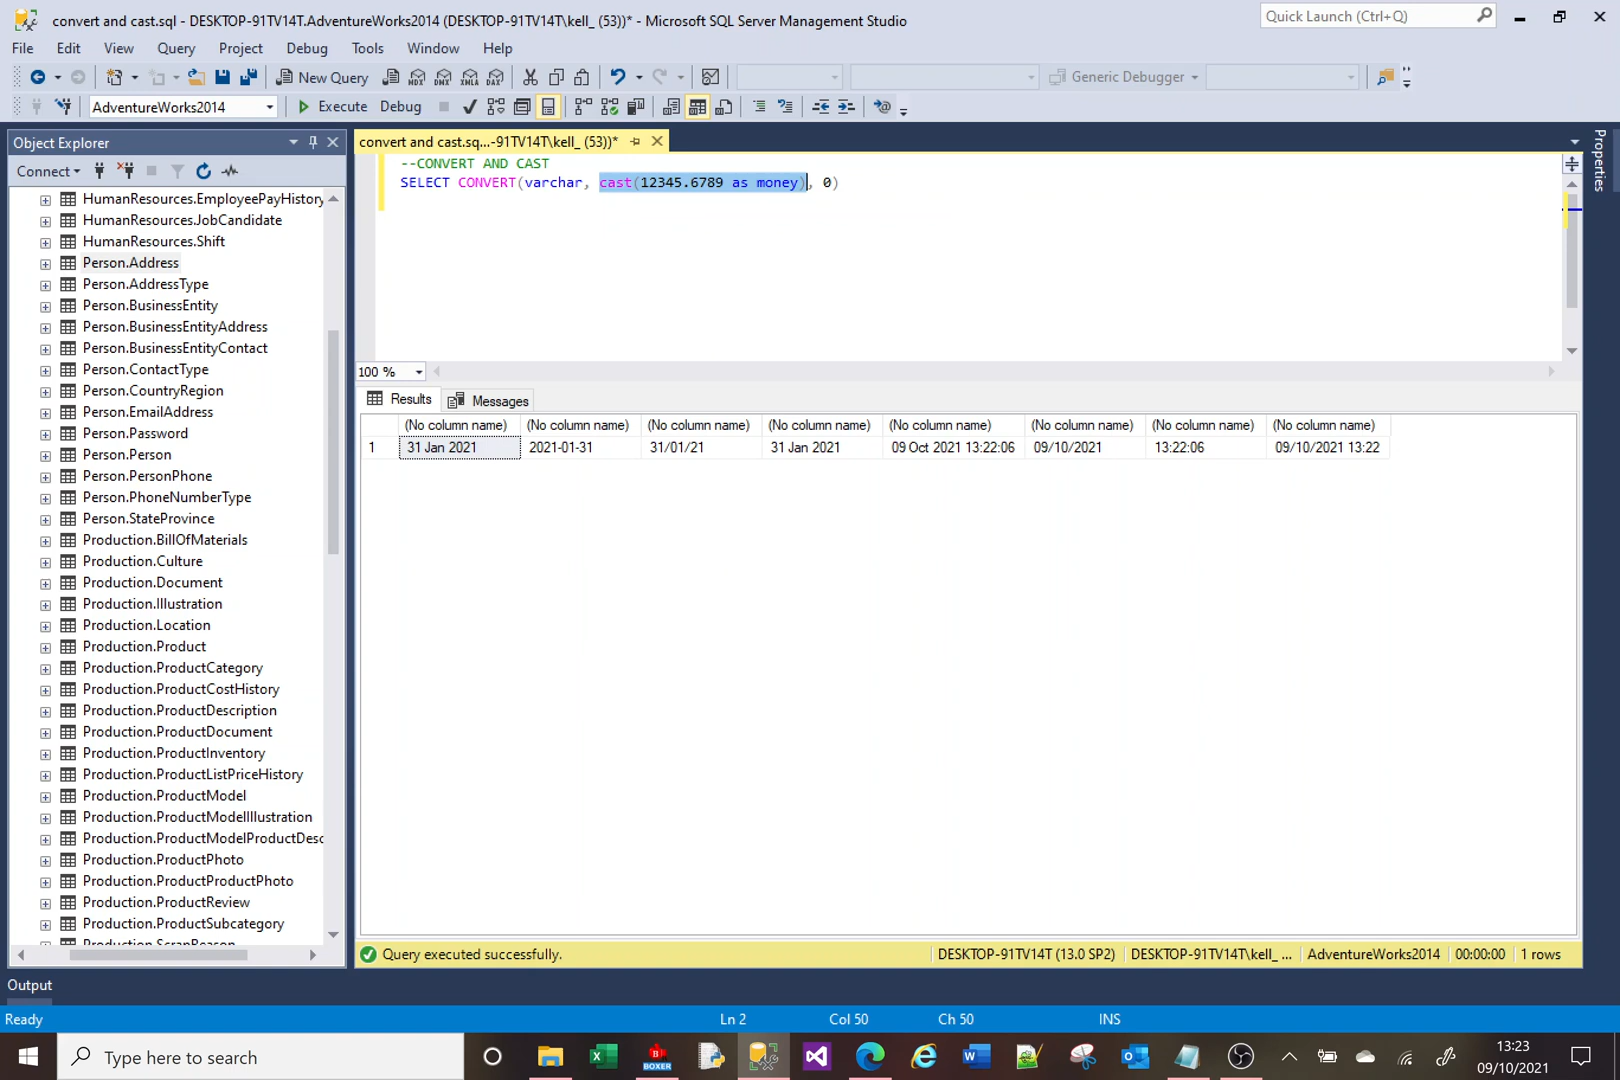 convert and cast.sql - DESKTOP-91TV14T.AdventureWorks2014 (DESKTOP-91TV14T\kell_ (53))* - Microsoft SQL Server Management Studio
Quick Launch (Ctrl+Q)
File Edit View Query Project Debug Tools Window Help
New Query MDX DMX XMLA DAX Generic Debugger
AdventureWorks2014 Execute Debug
Object Explorer
convert and cast.sq...-91TV14T\kell_ (53))*
Properties
Connect
--CONVERT AND CAST
SELECT CONVERT(varchar, cast(12345.6789 as money), 0)
HumanResources.EmployeePayHistory
HumanResources.JobCandidate
HumanResources.Shift
Person.Address
Person.AddressType
Person.BusinessEntity
Person.BusinessEntityAddress
Person.BusinessEntityContact
Person.ContactType
Person.CountryRegion
Person.EmailAddress
Person.Password
Person.Person
Person.PersonPhone
Person.PhoneNumberType
Person.StateProvince
Production.BillOfMaterials
Production.Culture
Production.Document
Production.Illustration
Production.Location
Production.Product
Production.ProductCategory
Production.ProductCostHistory
Production.ProductDescription
Production.ProductDocument
Production.ProductInventory
Production.ProductListPriceHistory
Production.ProductModel
Production.ProductModelIllustration
Production.ProductModelProductDesc
Production.ProductPhoto
Production.ProductProductPhoto
Production.ProductReview
Production.ProductSubcategory
Production.ScrapReason
100 %
Results Messages
(No column name) (No column name) (No column name) (No column name) (No column name) (No column name) (No column name) (No column name)
1 31 Jan 2021 2021-01-31 31/01/21 31 Jan 2021 09 Oct 2021 13:22:06 09/10/2021 13:22:06 09/10/2021 13:22
Query executed successfully. DESKTOP-91TV14T (13.0 SP2) DESKTOP-91TV14T\kell_ ... AdventureWorks2014 00:00:00 1 rows
Output
Ready Ln 2 Col 50 Ch 50 INS
Type here to search
BOXER
13:23
09/10/2021